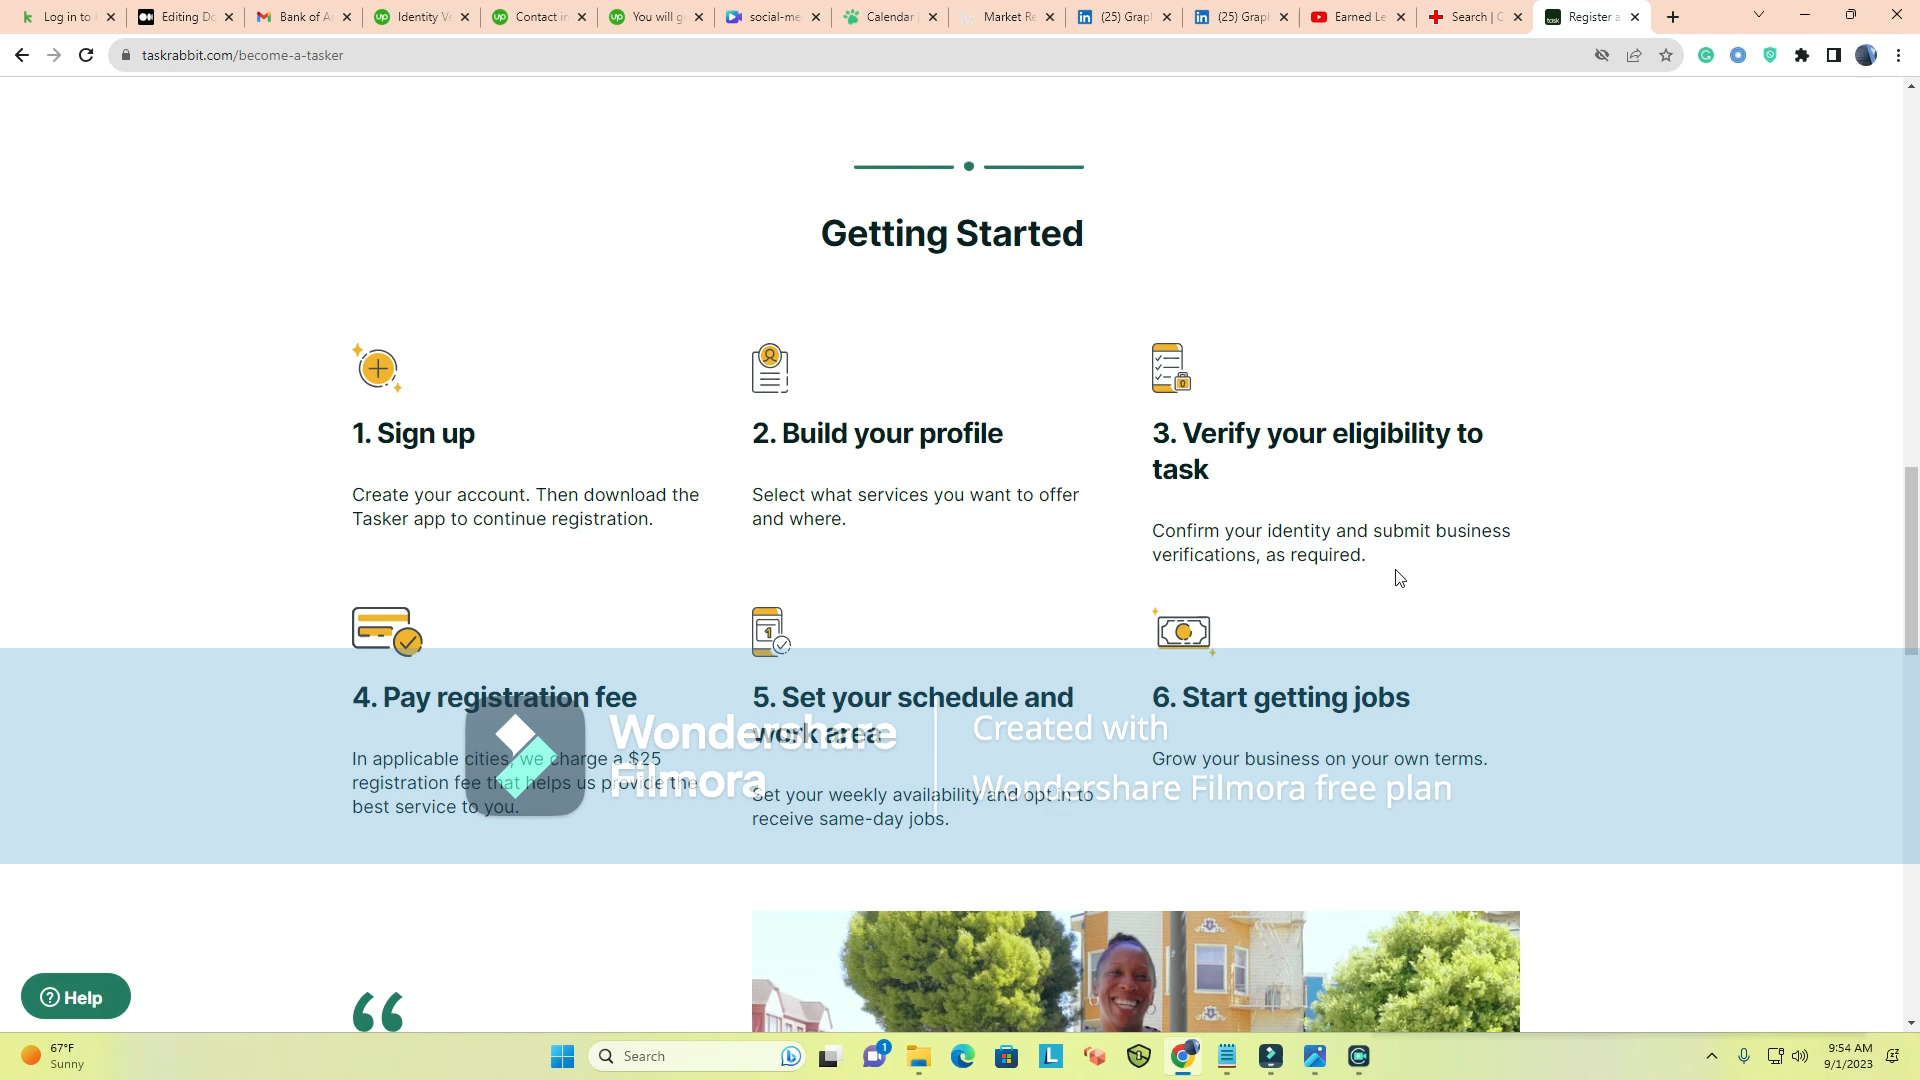 Log in to
Editing Do
Bank of A
Identity Ve
Contact in
You will g
social-me
Calendar
Market Re
(25) Grap
(25) Grap
Earned Le
Search | C
Register a
taskrabbit.com/become-a-tasker
Getting Started
1. Sign up
Create your account. Then download the
Tasker app to continue registration.
2. Build your profile
Select what services you want to offer
and where.
3. Verify your eligibility to
task
Confirm your identity and submit business
verifications, as required.
4. Pay registration fee
In applicable cities, we charge a $25
registration fee that helps us provide the
best service to you.
5. Set your schedule and
work area
Set your weekly availability and opt in to
receive same-day jobs.
6. Start getting jobs
Grow your business on your own terms.
Wondershare
Filmora
Created with
Wondershare Filmora free plan
Help
67°F
Sunny
Search
1
9:54 AM
9/1/2023